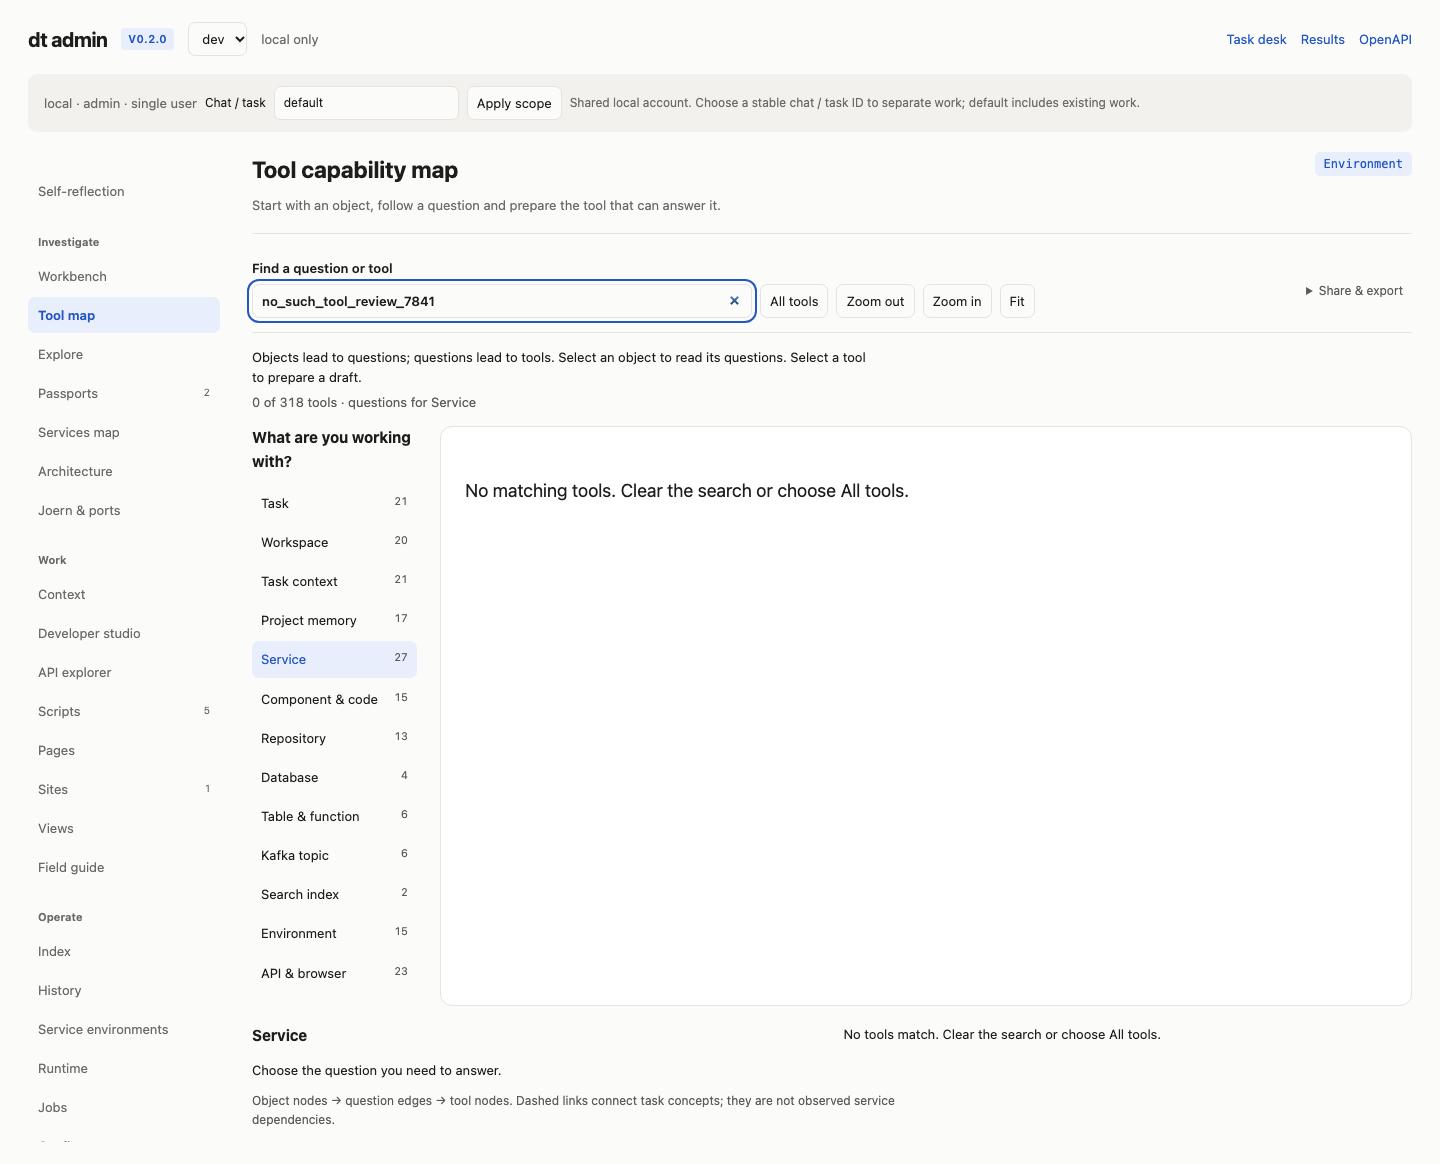 dt admin
V0.2.0
dev
local only
Task desk
Results
OpenAPI
local · admin · single user
Chat / task
default
Apply scope
Shared local account. Choose a stable chat / task ID to separate work; default includes existing work.
Self-reflection
Investigate
Workbench
Tool map
Explore
Passports 2
Services map
Architecture
Joern & ports
Work
Context
Developer studio
API explorer
Scripts 5
Pages
Sites 1
Views
Field guide
Operate
Index
History
Service environments
Runtime
Jobs
Tool capability map
Environment
Start with an object, follow a question and prepare the tool that can answer it.
Find a question or tool
no_such_tool_review_7841
All tools
Zoom out
Zoom in
Fit
Share & export
Objects lead to questions; questions lead to tools. Select an object to read its questions. Select a tool
to prepare a draft.
0 of 318 tools · questions for Service
What are you working
with?
Task 21
Workspace 20
Task context 21
Project memory 17
Service 27
Component & code 15
Repository 13
Database 4
Table & function 6
Kafka topic 6
Search index 2
Environment 15
API & browser 23
No matching tools. Clear the search or choose All tools.
Service
Choose the question you need to answer.
Object nodes → question edges → tool nodes. Dashed links connect task concepts; they are not observed service
dependencies.
No tools match. Clear the search or choose All tools.